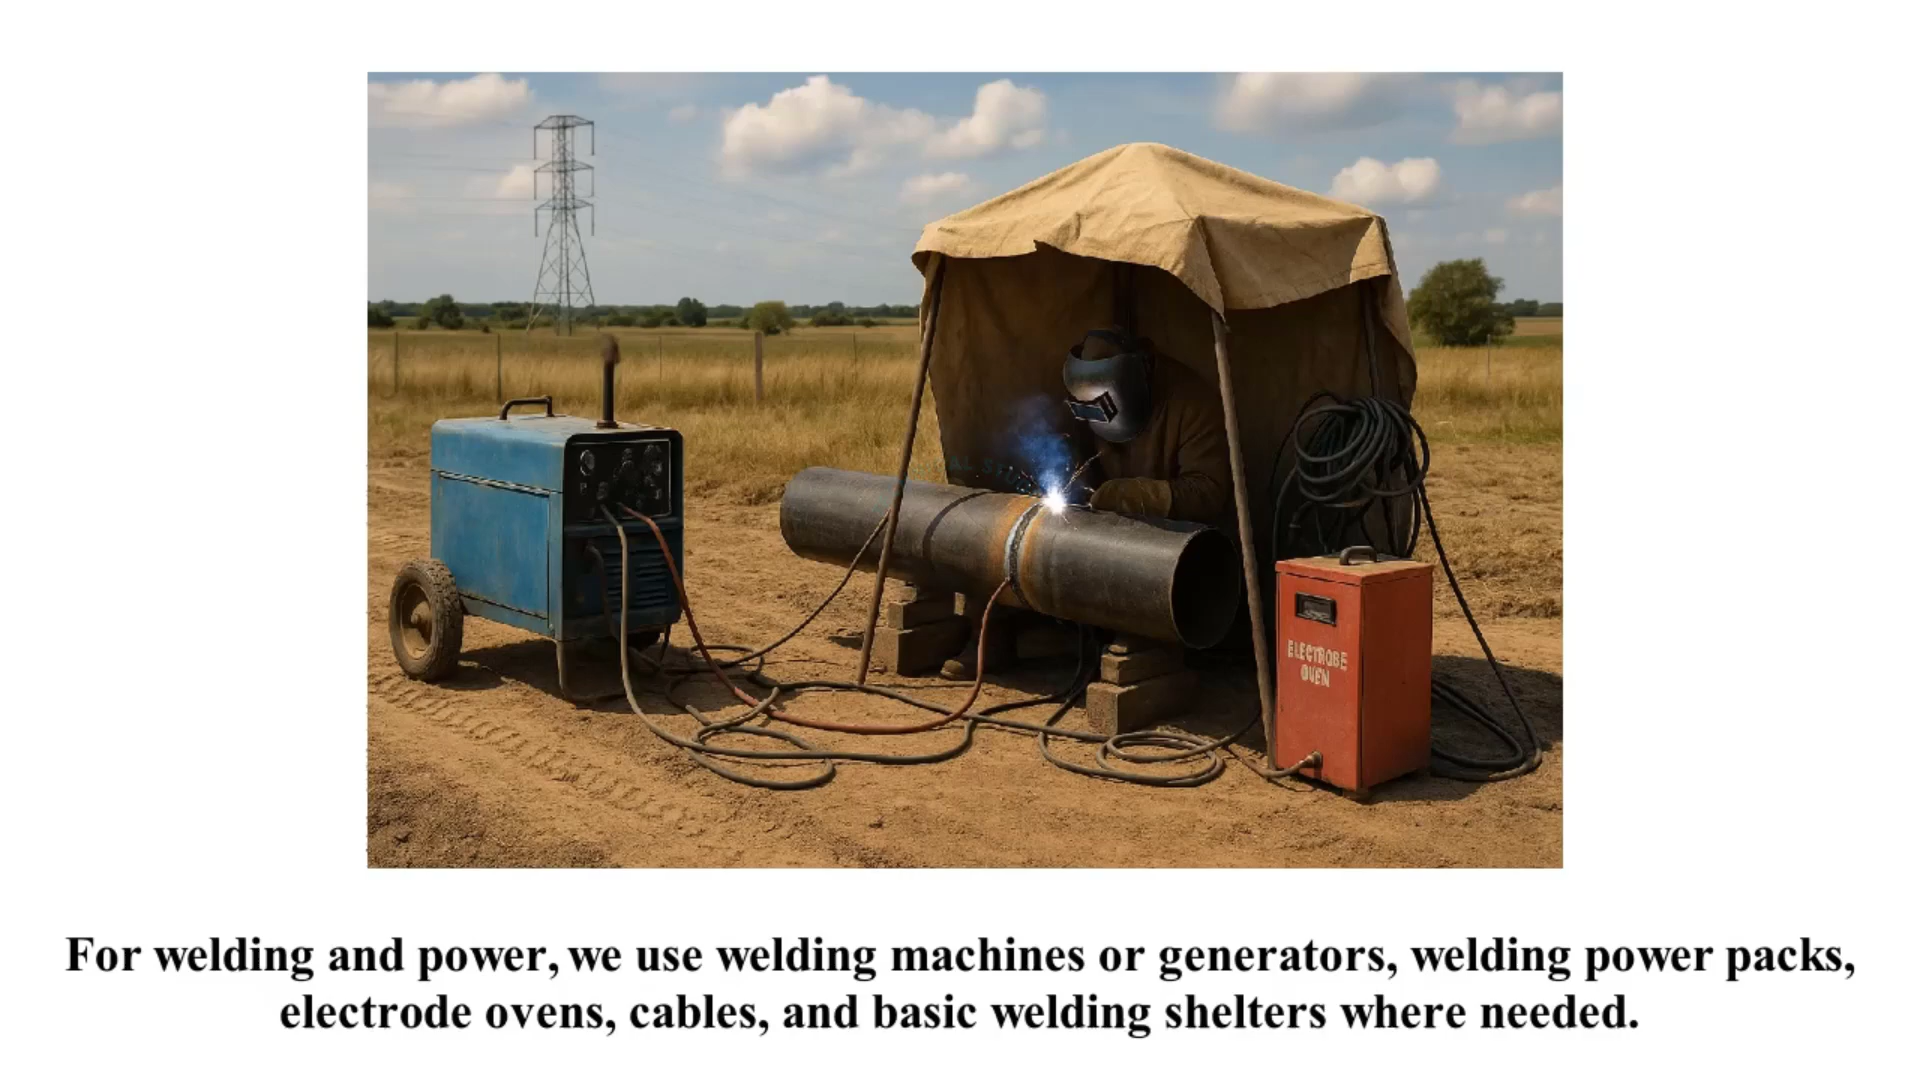 ELECTROBE
OVEN
For welding and power, we use welding machines or generators, welding power packs,
electrode ovens, cables, and basic welding shelters where needed.